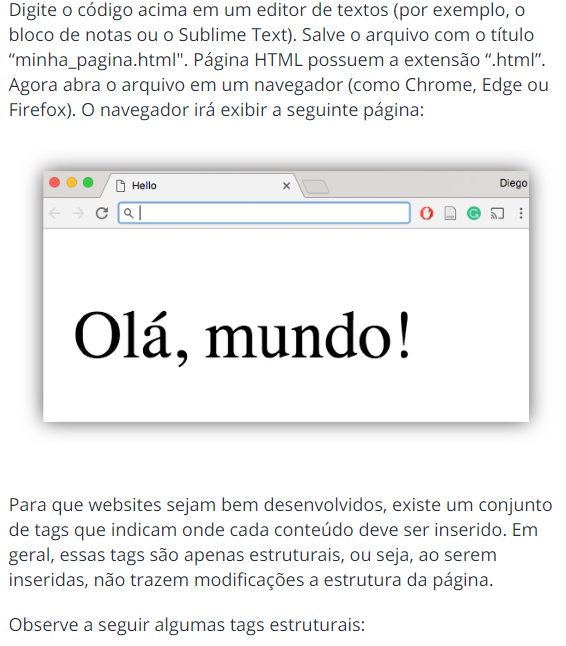 Digite o código acima em um editor de textos (por exemplo, o
bloco de notas ou o Sublime Text). Salve o arquivo com o título
“minha_pagina.html". Página HTML possuem a extensão “.html”.
Agora abra o arquivo em um navegador (como Chrome, Edge ou
Firefox). O navegador irá exibir a seguinte página:
Hello
Diego
Olá, mundo!
Para que websites sejam bem desenvolvidos, existe um conjunto
de tags que indicam onde cada conteúdo deve ser inserido. Em
geral, essas tags são apenas estruturais, ou seja, ao serem
inseridas, não trazem modificações a estrutura da página.
Observe a seguir algumas tags estruturais: